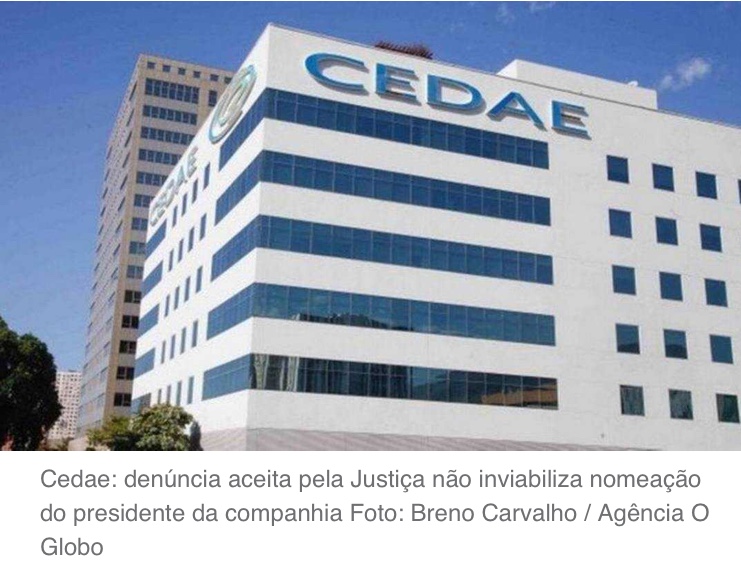 CEDAE
CEDAE
Cedae: denúncia aceita pela Justiça não inviabiliza nomeação
do presidente da companhia Foto: Breno Carvalho / Agência O
Globo